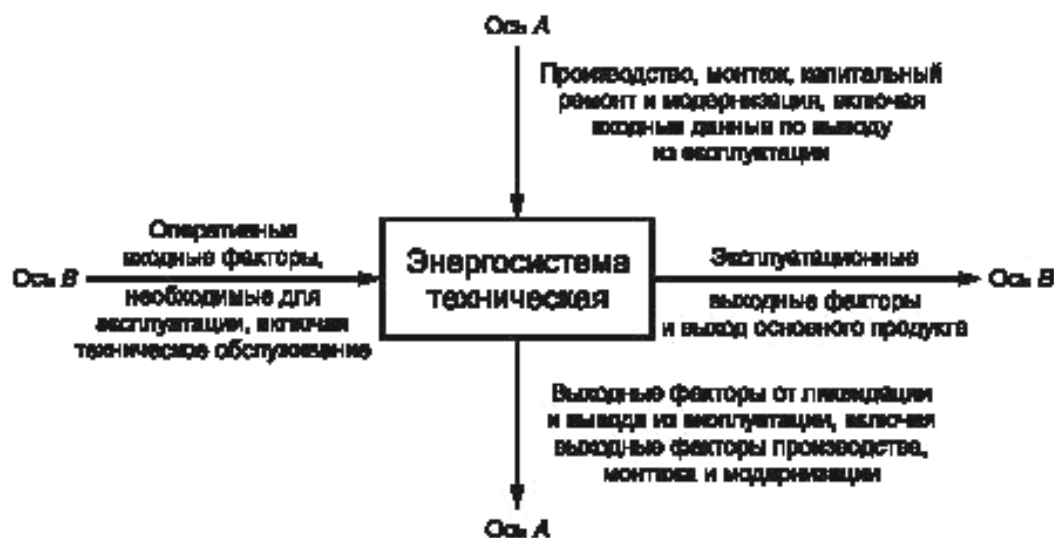 Ось А
Производство, монтаж, капитальный
ремонт и модернизация, включая
входные данные по выводу
из эксплуатации
Оперативные
входные факторы,
Ось В
необходимые для
эксплуатации, включая
техническое обслуживание
Энергосистема
техническая
Эксплуатационные
Ось В
выходные факторы
и выход основного продукта
Выходные факторы от ликвидации
и вывода из эксплуатации, включая
выходные факторы производства,
монтажа и модернизации
Ось А